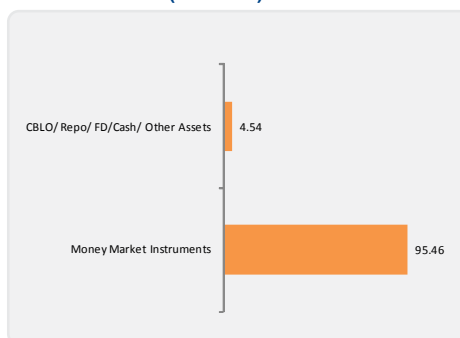 CBLO/ Repo/ FD/Cash/ Other Assets
4.54
Money Market Instruments
95.46